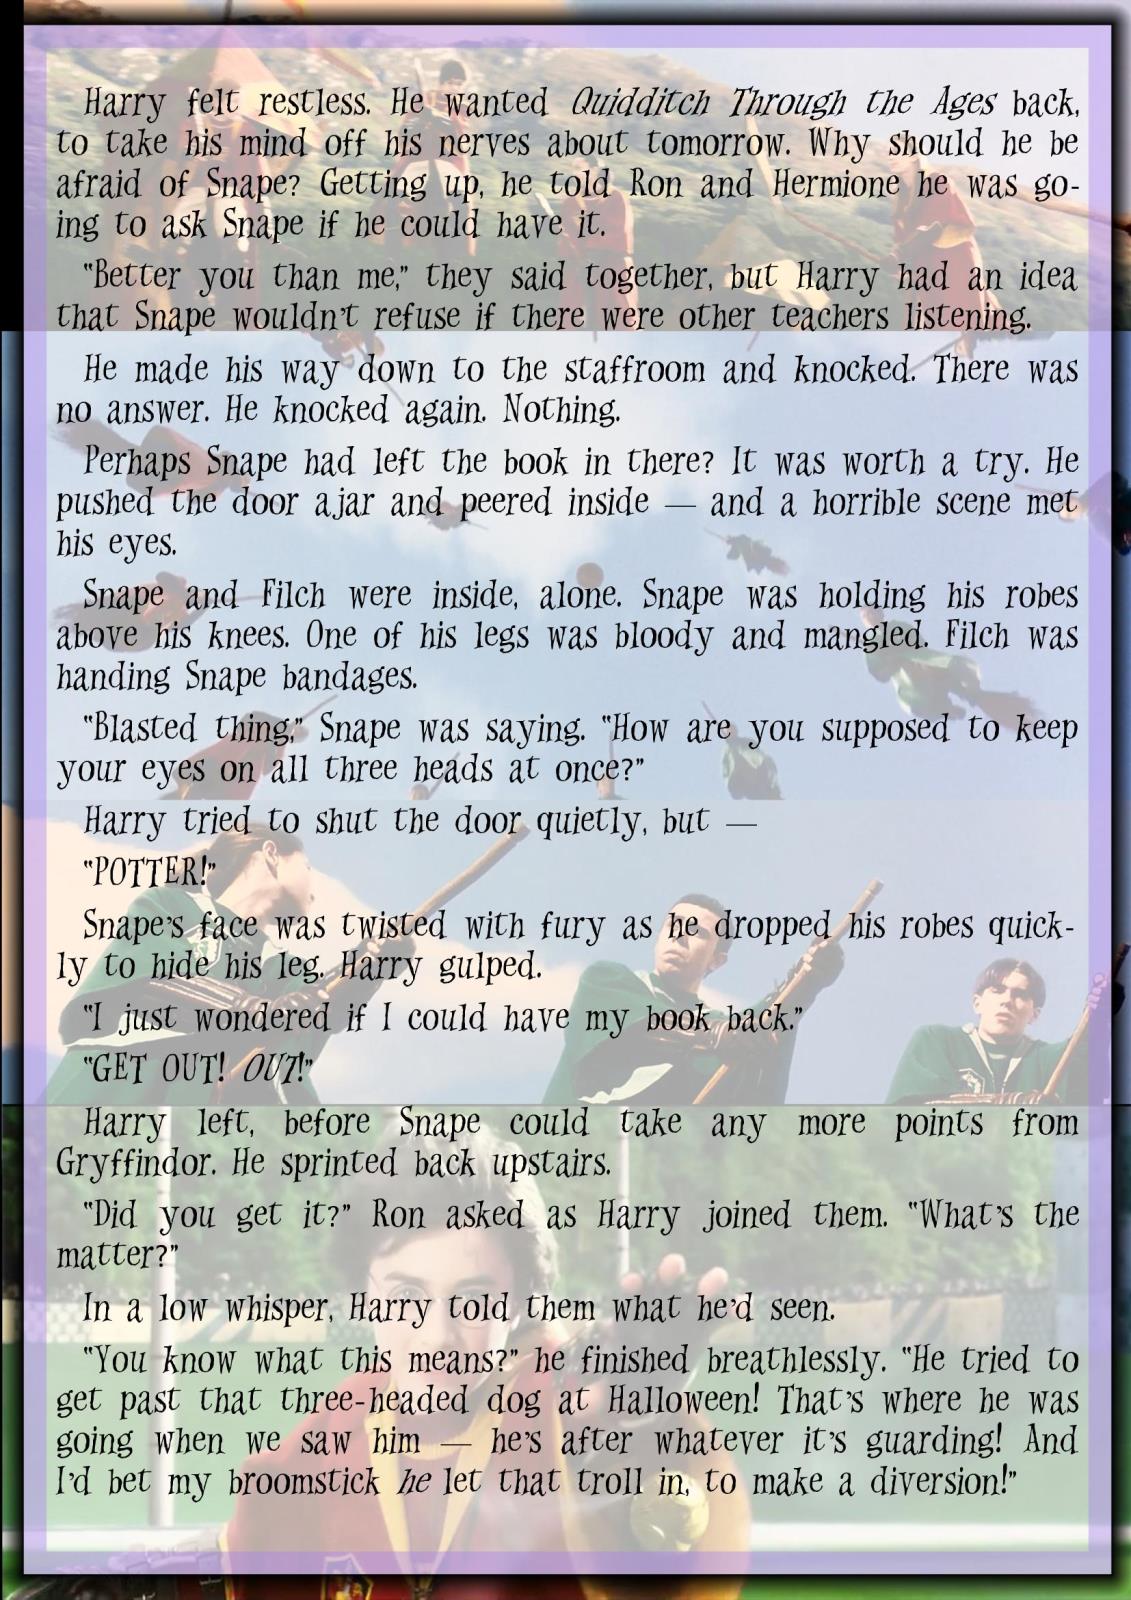 Harry felt restless. He wanted Quidditch Through the Ages back,
to take his mind off his nerves about tomorrow. Why should he be
afraid of Snape? Getting up, he told Ron and Hermione he was go-
ing to ask Snape if he could have it.
"Better you than me," they said together, but Harry had an idea
that Snape wouldn't refuse if there were other teachers listening.
He made his way down to the staffroom and knocked. There was
no answer. He knocked again. Nothing.
Perhaps Snape had left the book in there? It was worth a try. He
pushed the door ajar and peered inside — and a horrible scene met
his eyes.
Snape and Filch were inside, alone. Snape was holding his robes
above his knees. One of his legs was bloody and mangled. Filch was
handing Snape bandages.
"Blasted thing," Snape was saying. "How are you supposed to keep
your eyes on all three heads at once?"
Harry tried to shut the door quietly, but —
"POTTER!"
Snape's face was twisted with fury as he dropped his robes quick-
ly to hide his leg. Harry gulped.
"I just wondered if I could have my book back."
"GET OUT! OUT!"
Harry left, before Snape could take any more points from
Gryffindor. He sprinted back upstairs.
"Did you get it?" Ron asked as Harry joined them. "What's the
matter?"
In a low whisper, Harry told them what he'd seen.
"You know what this means?" he finished breathlessly. "He tried to
get past that three-headed dog at Halloween! That's where he was
going when we saw him — he's after whatever it's guarding! And
I'd bet my broomstick he let that troll in, to make a diversion!"